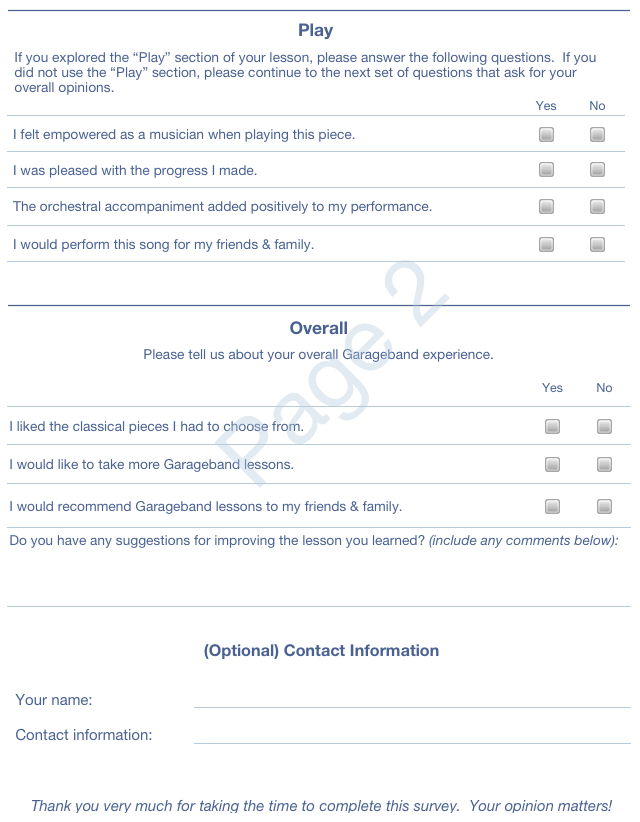 Play
If you explored the “Play” section of your lesson, please answer the following questions.  If you
did not use the “Play” section, please continue to the next set of questions that ask for your
overall opinions.
Yes No
I felt empowered as a musician when playing this piece.
I was pleased with the progress I made.
The orchestral accompaniment added positively to my performance.
I would perform this song for my friends & family.
Page 2
Overall
Please tell us about your overall Garageband experience.
Yes No
I liked the classical pieces I had to choose from.
I would like to take more Garageband lessons.
I would recommend Garageband lessons to my friends & family.
Do you have any suggestions for improving the lesson you learned? (include any comments below):
(Optional) Contact Information
Your name:
Contact information:
Thank you very much for taking the time to complete this survey.  Your opinion matters!